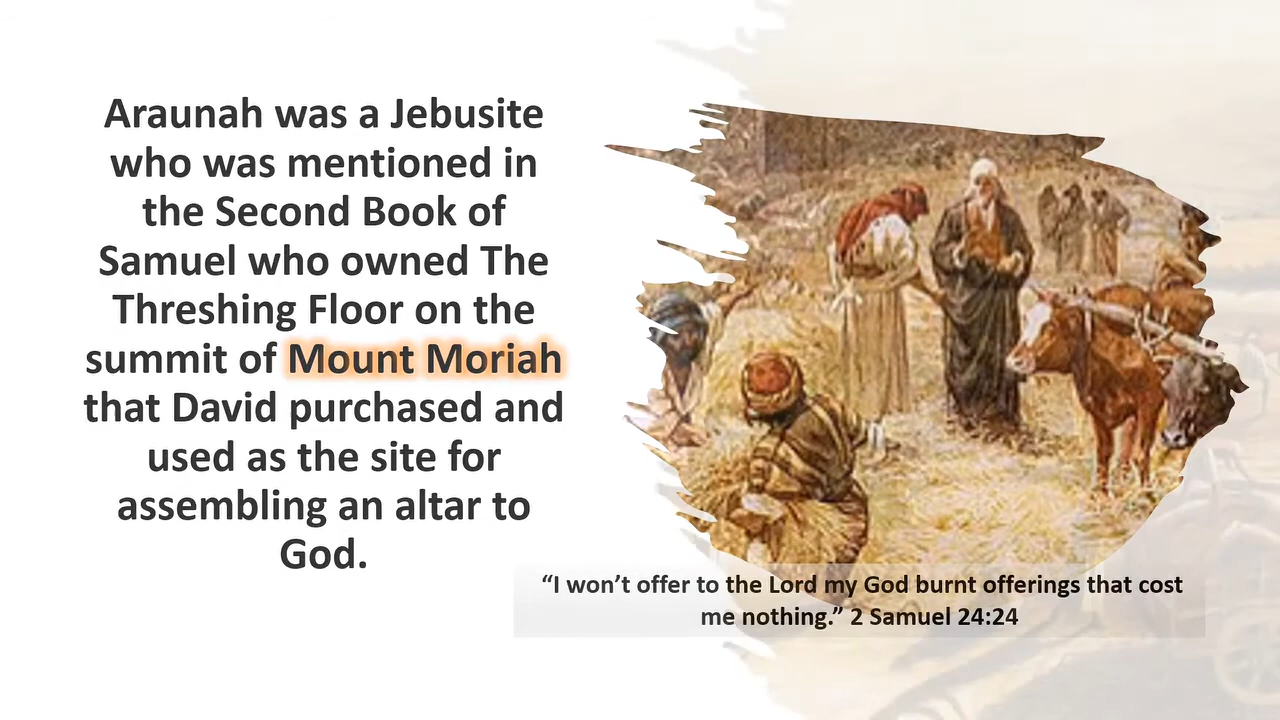 Araunah was a Jebusite
who was mentioned in
the Second Book of
Samuel who owned The
Threshing Floor on the
summit of Mount Moriah
that David purchased and
used as the site for
assembling an altar to
God.
“I won’t offer to the Lord my God burnt offerings that cost
me nothing.” 2 Samuel 24:24